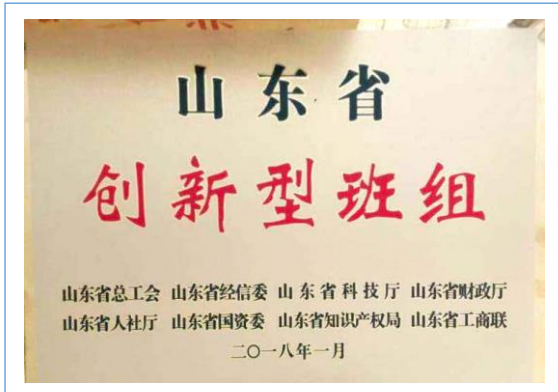 山东省
创新型班组
山东省总工会 山东省经信委 山东省科技厅 山东省财政厅
山东省人社厅 山东省国资委 山东省知识产权局 山东省工商联
二〇一八年一月